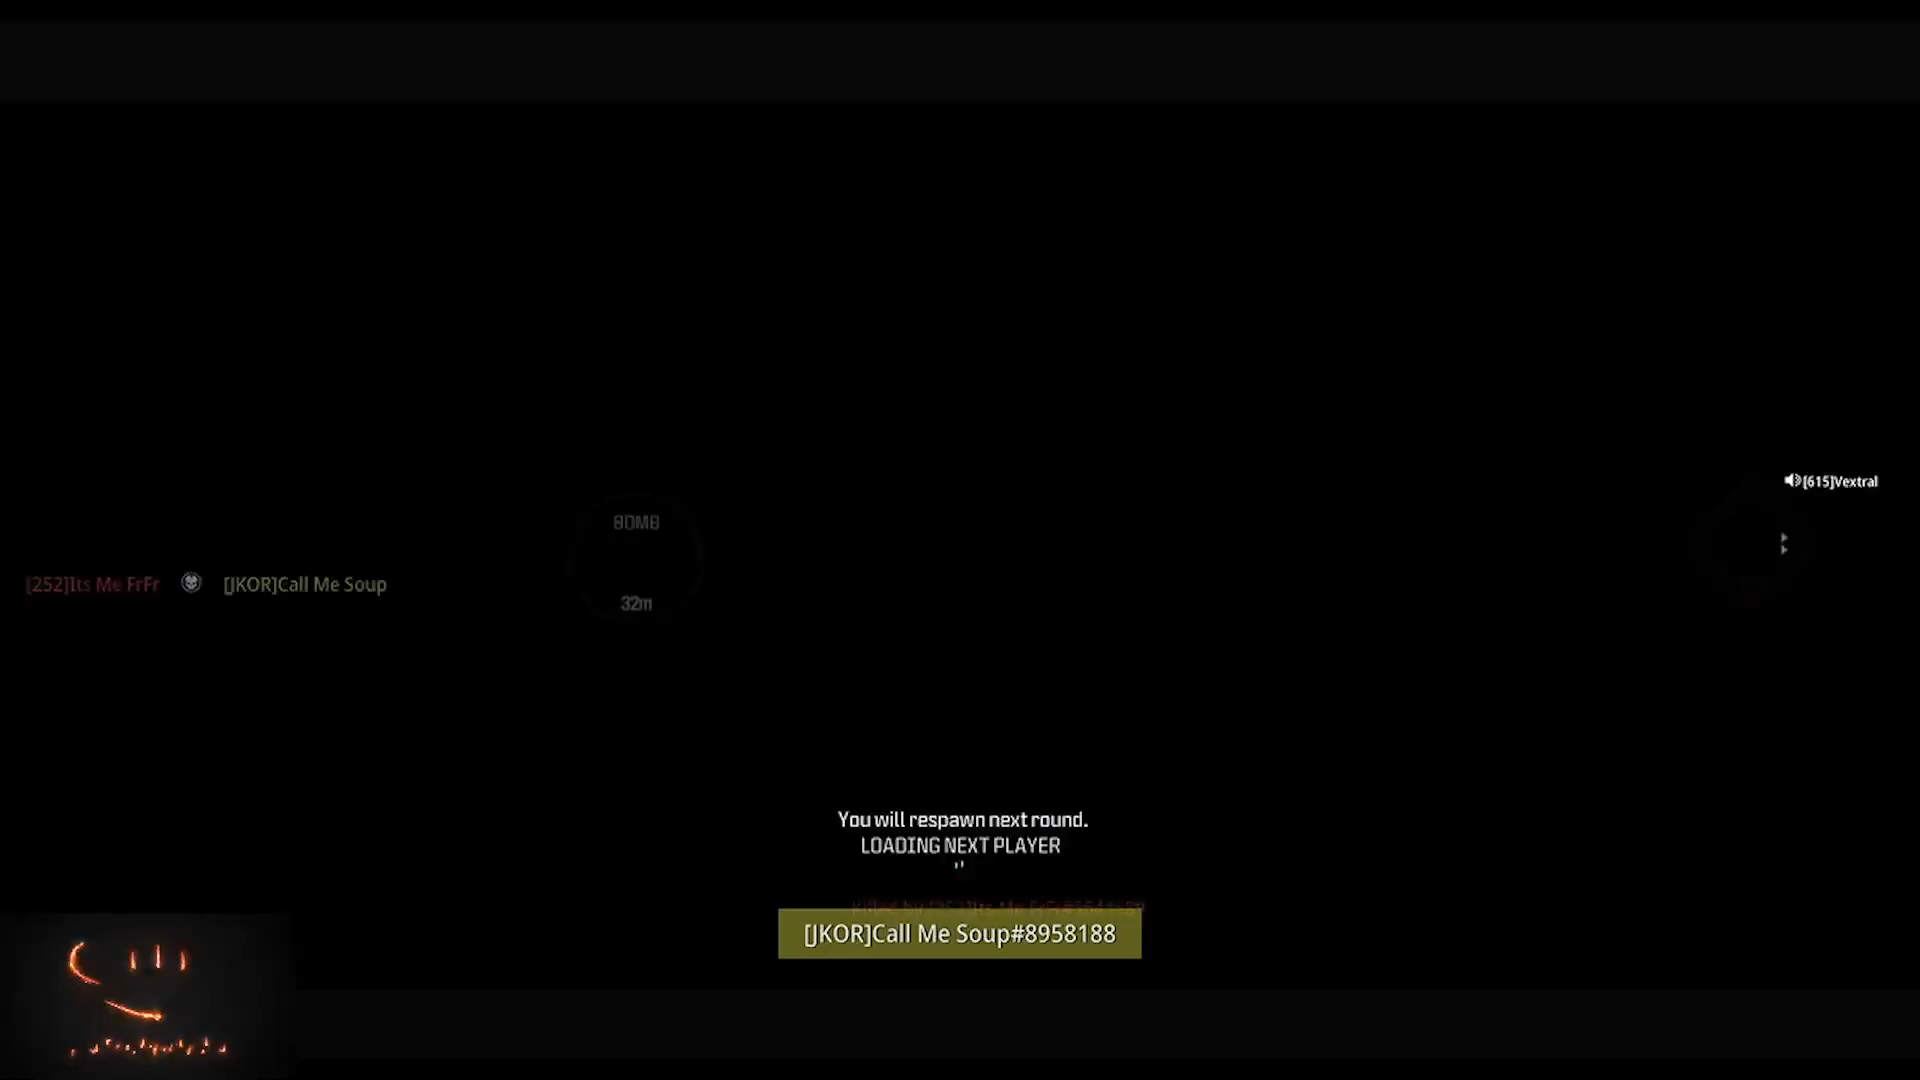 [615]Vextral
BOMB
[252]Its Me FrFr [JKOR]Call Me Soup
32m
You will respawn next round.
LOADING NEXT PLAYER
[JKOR]Call Me Soup#8958188